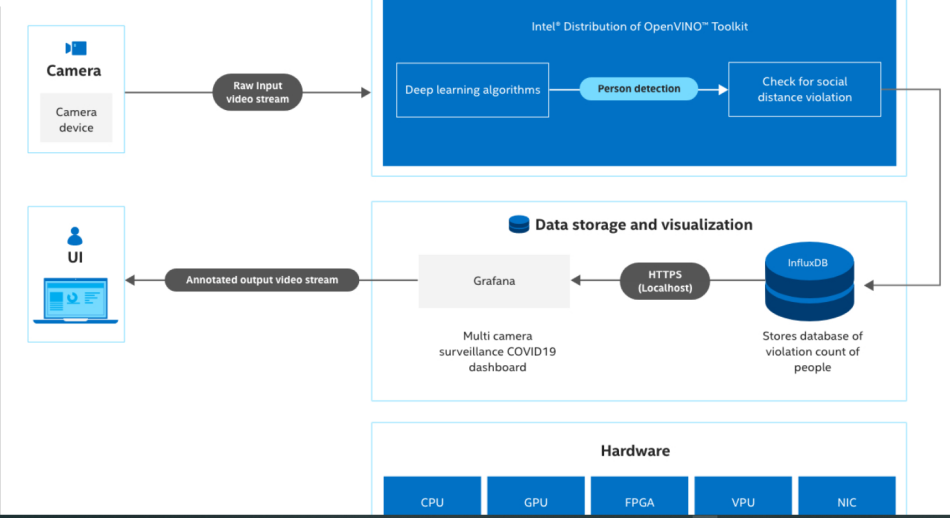 Intel® Distribution of OpenVINO™ Toolkit
Camera
Camera
device
Raw Input
video stream
Deep learning algorithms
Person detection
Check for social
distance violation
Data storage and visualization
UI
Annotated output video stream
Grafana
HTTPS
(Localhost)
InfluxDB
Multi camera
surveillance COVID19
dashboard
Stores database of
violation count of
people
Hardware
CPU
GPU
FPGA
VPU
NIC